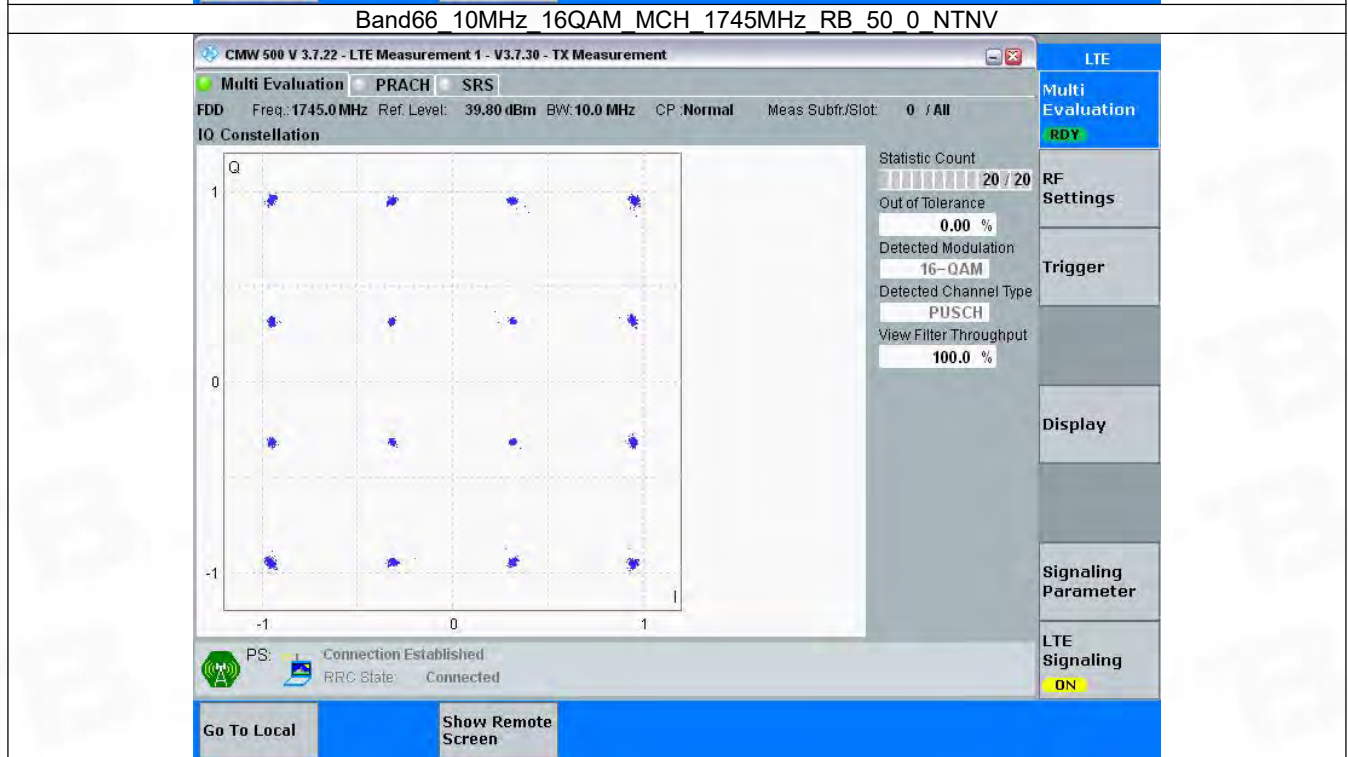 Band66_10MHz_16QAM_MCH_1745MHz_RB_50_0_NTNV
CMW 500 V 3.7.22 - LTE Measurement 1 - V3.7.30 - TX Measurement
LTE
Multi Evaluation PRACH SRS
Multi
Evaluation
RDY
FDD Freq.:1745.0 MHz Ref. Level: 39.80 dBm BW:10.0 MHz CP :Normal Meas Subfr./Slot: 0 / All
IQ Constellation
Q
1
0
-1
I
-1 0 1
Statistic Count
20 / 20
Out of Tolerance
0.00 %
Detected Modulation
16-QAM
Detected Channel Type
PUSCH
View Filter Throughput
100.0 %
RF
Settings
Trigger
Display
Signaling
Parameter
LTE
Signaling
ON
PS: Connection Established
RRC State: Connected
Go To Local
Show Remote
Screen